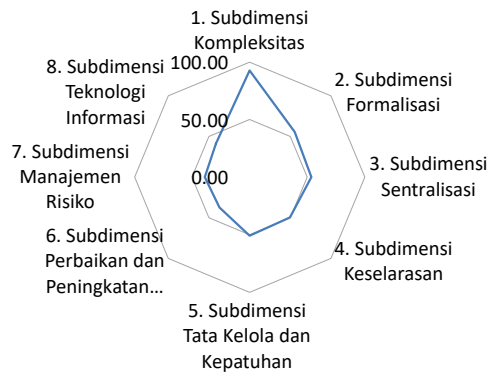 1. Subdimensi
Kompleksitas
2. Subdimensi
Formalisasi
3. Subdimensi
Sentralisasi
4. Subdimensi
Keselarasan
5. Subdimensi
Tata Kelola dan
Kepatuhan
6. Subdimensi
Perbaikan dan
Peningkatan...
7. Subdimensi
Manajemen
Risiko
8. Subdimensi
Teknologi
Informasi
100.00
50.00
0.00